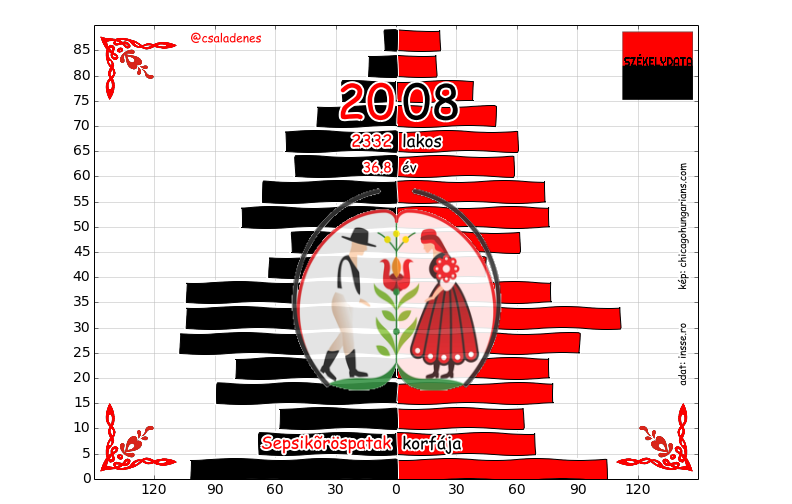 @csaladenes
SZÉKELYDATA
2008
2332 lakos
36.8 év
kép: chicagohungarians.com
adat: insse.ro
Sepsikőröspatak korfája
85
80
75
70
65
60
55
50
45
40
35
30
25
20
15
10
5
0
120 90 60 30 0 30 60 90 120